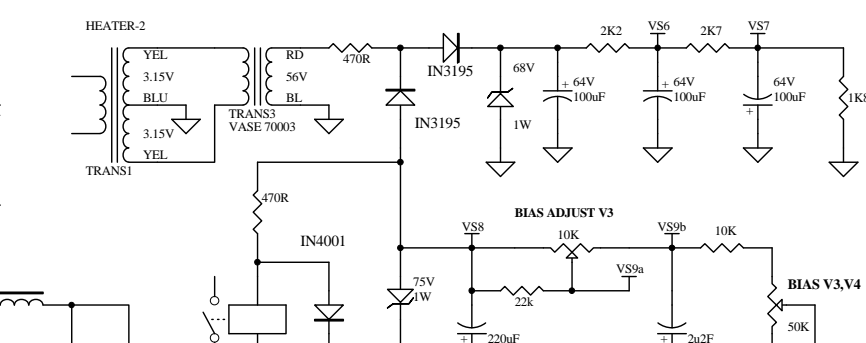 HEATER-2
YEL
3.15V
BLU
3.15V
YEL
TRANS1
RD
56V
BL
TRANS3
VASE 70003
470R
IN3195
IN3195
68V
1W
64V
+
100uF
2K2
VS6
64V
+
100uF
2K7
VS7
64V
100uF
+
1K8
470R
IN4001
75V
1W
BIAS ADJUST V3
VS8
10K
VS9b
10K
VS9a
22k
BIAS V3,V4
50K
+
220uF
+
2u2F